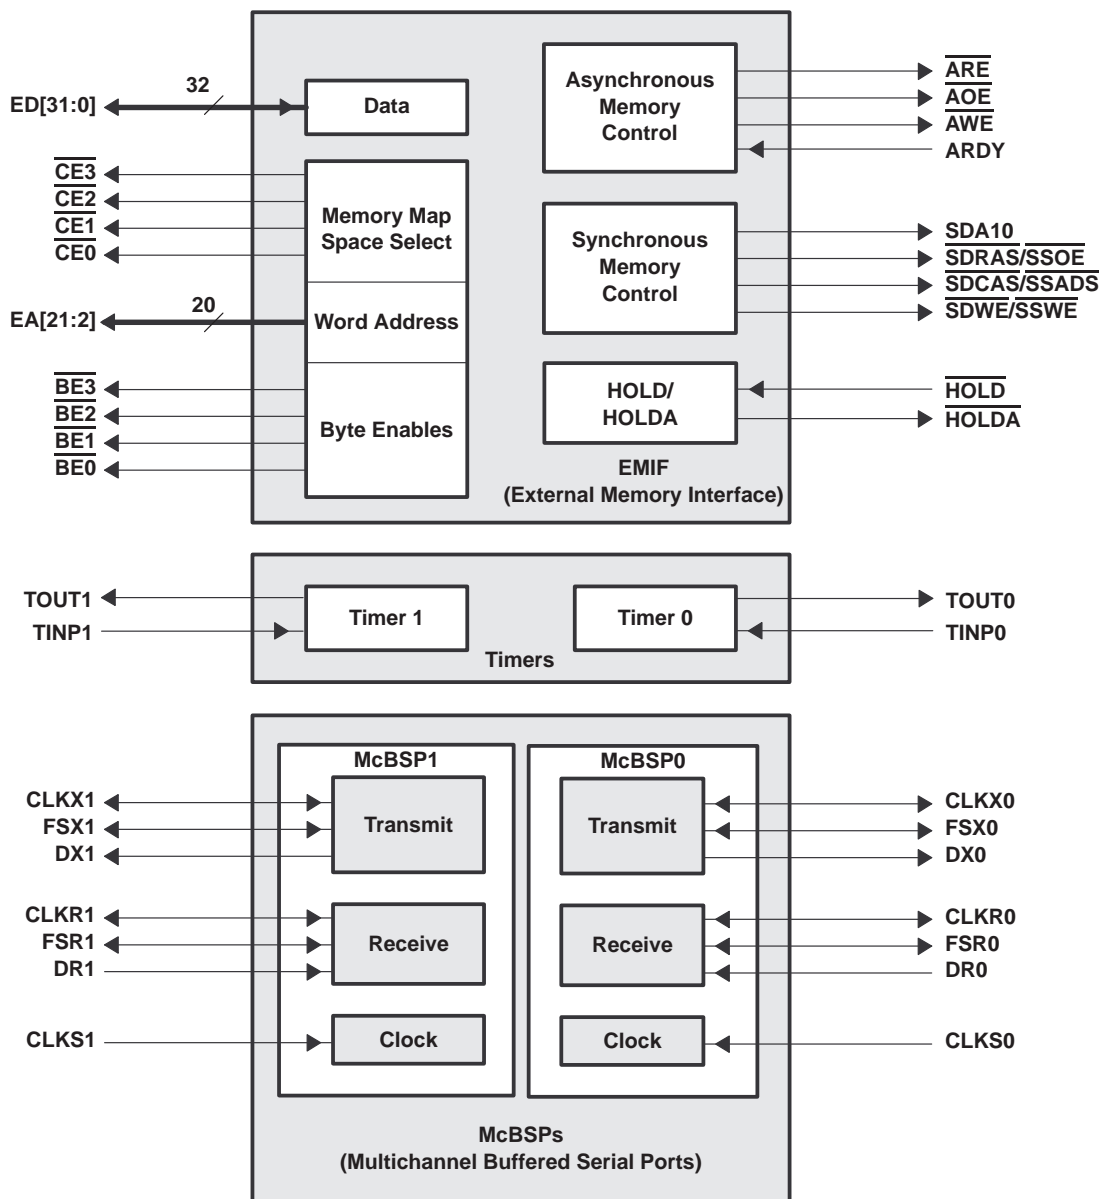 32
ED[31:0]
Data
CE3
CE2
CE1
CE0
Memory Map
Space Select
20
EA[21:2]
Word Address
BE3
BE2
BE1
BE0
Byte Enables
Asynchronous
Memory
Control
ARE
AOE
AWE
ARDY
Synchronous
Memory
Control
SDA10
SDRAS/SSOE
SDCAS/SSADS
SDWE/SSWE
HOLD/
HOLDA
HOLD
HOLDA
EMIF
(External Memory Interface)
TOUT1
TINP1
Timer 1
Timer 0
TOUT0
TINP0
Timers
McBSP1
CLKX1
FSX1
DX1
Transmit
CLKR1
FSR1
DR1
Receive
CLKS1
Clock
McBSP0
Transmit
CLKX0
FSX0
DX0
Receive
CLKR0
FSR0
DR0
Clock
CLKS0
McBSPs
(Multichannel Buffered Serial Ports)